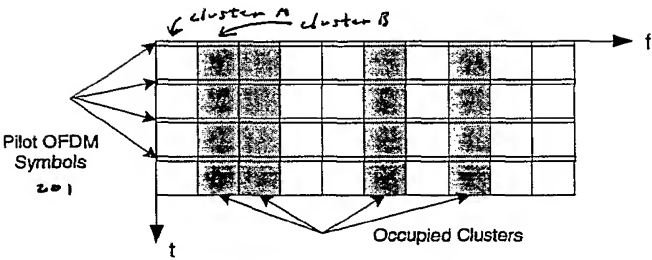 cluster A
cluster B
f
Pilot OFDM
Symbols
201
Occupied Clusters
t